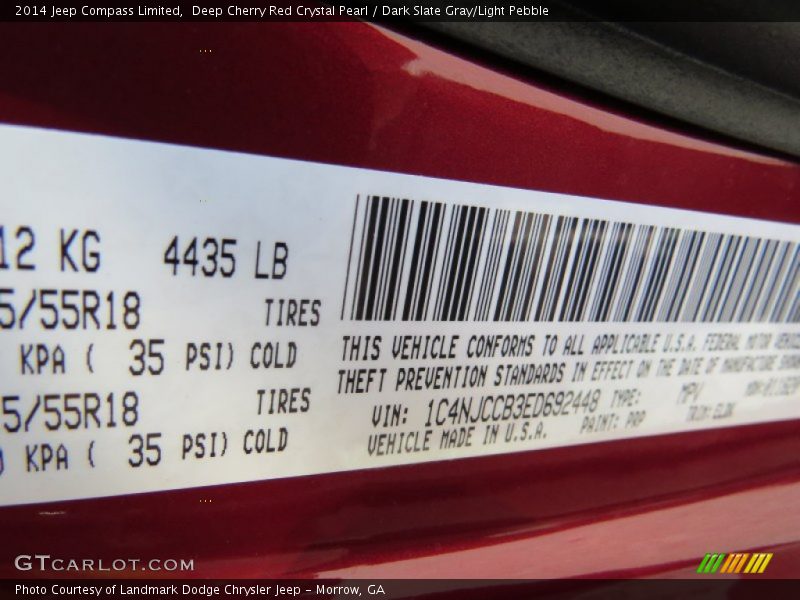 2014 Jeep Compass Limited,  Deep Cherry Red Crystal Pearl / Dark Slate Gray/Light Pebble
12 KG 4435 LB
5/55R18 TIRES
KPA ( 35 PSI) COLD
5/55R18 TIRES
) KPA ( 35 PSI) COLD
THIS VEHICLE CONFORMS TO ALL APPLICABLE U.S.A. FEDERAL MOTOR
THEFT PREVENTION STANDARDS IN EFFECT ON THE DATE OF MANUFACTURE
VIN: 1C4NJCCB3ED692448 TYPE: MPV
VEHICLE MADE IN U.S.A. PAINT: PRP TRIM:
GTCARLOT.COM
Photo Courtesy of Landmark Dodge Chrysler Jeep - Morrow, GA